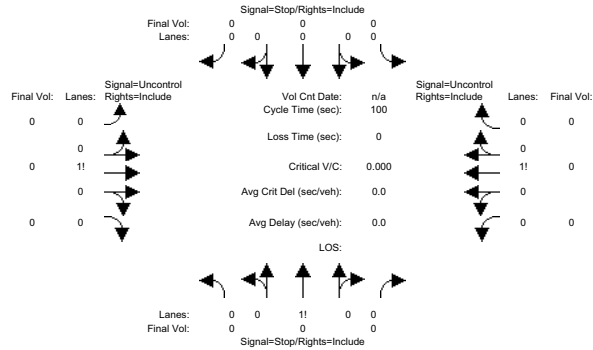 Signal=Stop/Rights=Include
Final Vol: 0 0 0
Lanes: 0 0 0 0 0
Signal=Uncontrol Signal=Uncontrol
Final Vol: Lanes: Rights=Include Vol Cnt Date: n/a Rights=Include Lanes: Final Vol:
Cycle Time (sec): 100
0 0 0 0
Loss Time (sec): 0
0 0
0 1! Critical V/C: 0.000 1! 0
0 Avg Crit Del (sec/veh): 0.0 0
0 0 Avg Delay (sec/veh): 0.0 0 0
LOS:
Lanes: 0 0 1! 0 0
Final Vol: 0 0 0
Signal=Stop/Rights=Include